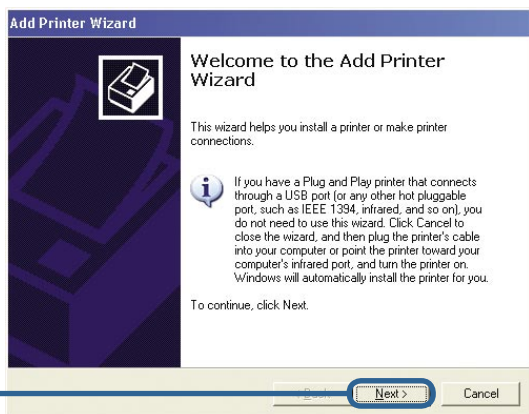 Add Printer Wizard
Welcome to the Add Printer
Wizard
This wizard helps you install a printer or make printer
connections.
If you have a Plug and Play printer that connects
through a USB port (or any other hot pluggable
port, such as IEEE 1394, infrared, and so on), you
do not need to use this wizard. Click Cancel to
close the wizard, and then plug the printer's cable
into your computer or point the printer toward your
computer's infrared port, and turn the printer on.
Windows will automatically install the printer for you.
To continue, click Next.
Next > Cancel